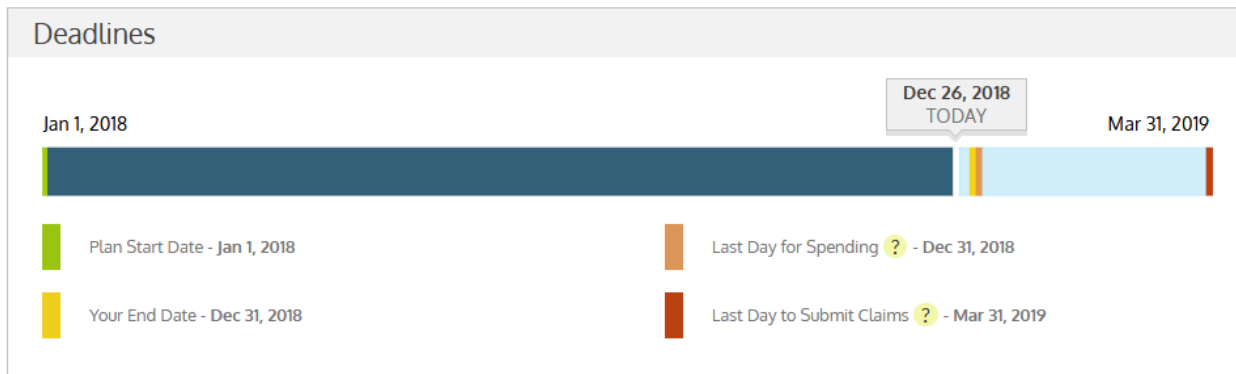 Deadlines
Dec 26, 2018
TODAY
Jan 1, 2018
Mar 31, 2019
Plan Start Date - Jan 1, 2018
Last Day for Spending ? - Dec 31, 2018
Your End Date - Dec 31, 2018
Last Day to Submit Claims ? - Mar 31, 2019